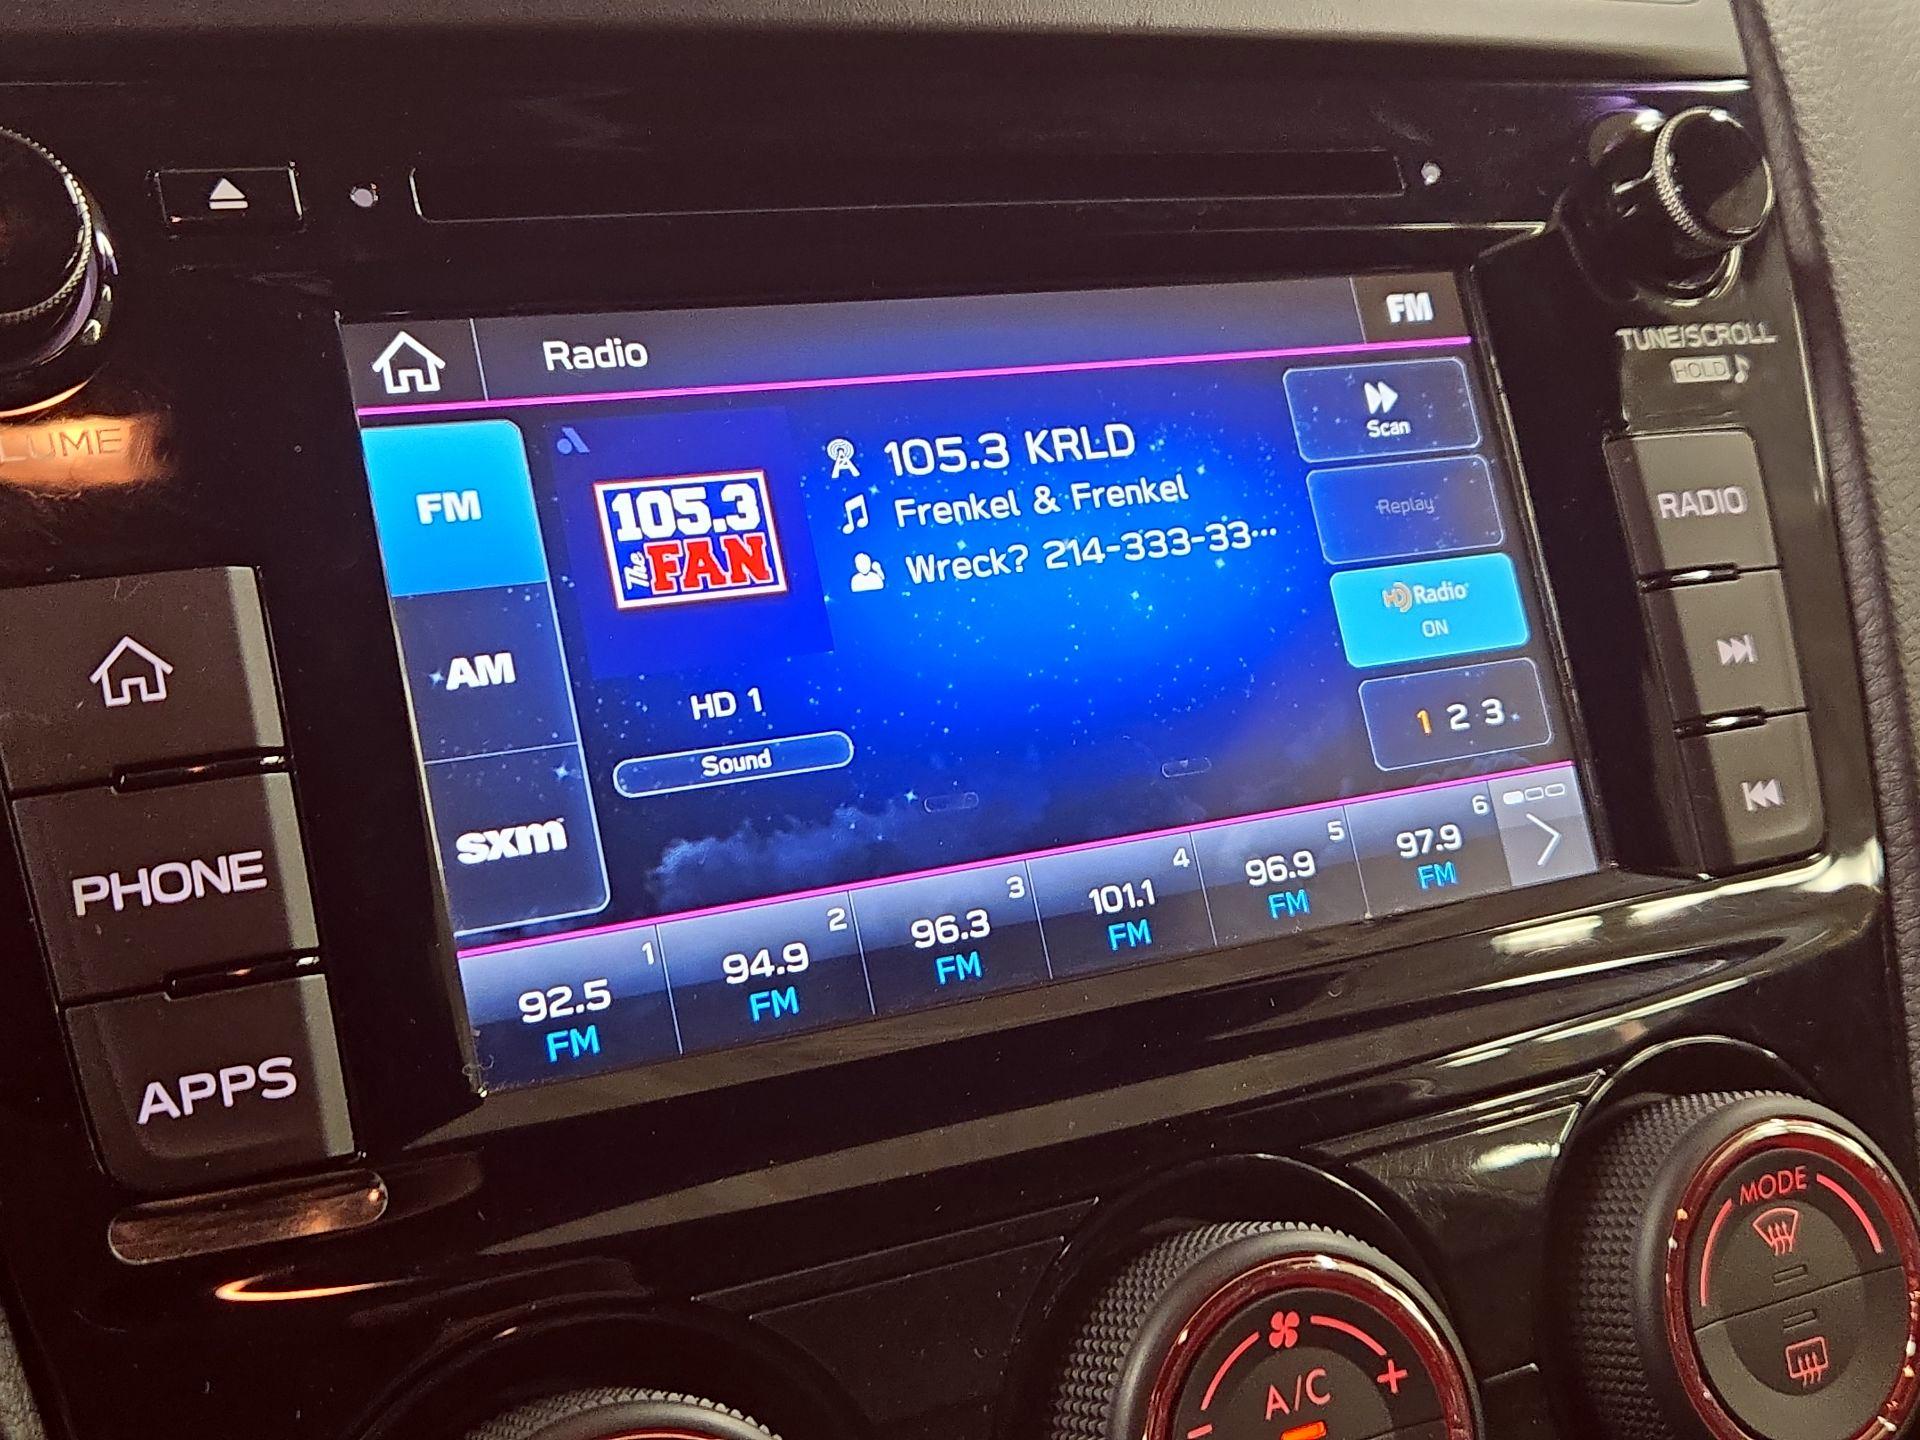 LUME
TUNE/SCROLL
HOLD
RADIO
PHONE
APPS
Radio
FM
FM
AM
sxm
105.3
The FAN
HD 1
Sound
105.3 KRLD
Frenkel & Frenkel
Wreck? 214-333-33...
Scan
Replay
HD Radio
ON
1 2 3
1
92.5
FM
2
94.9
FM
3
96.3
FM
4
101.1
FM
5
96.9
FM
6
97.9
FM
A/C
MODE